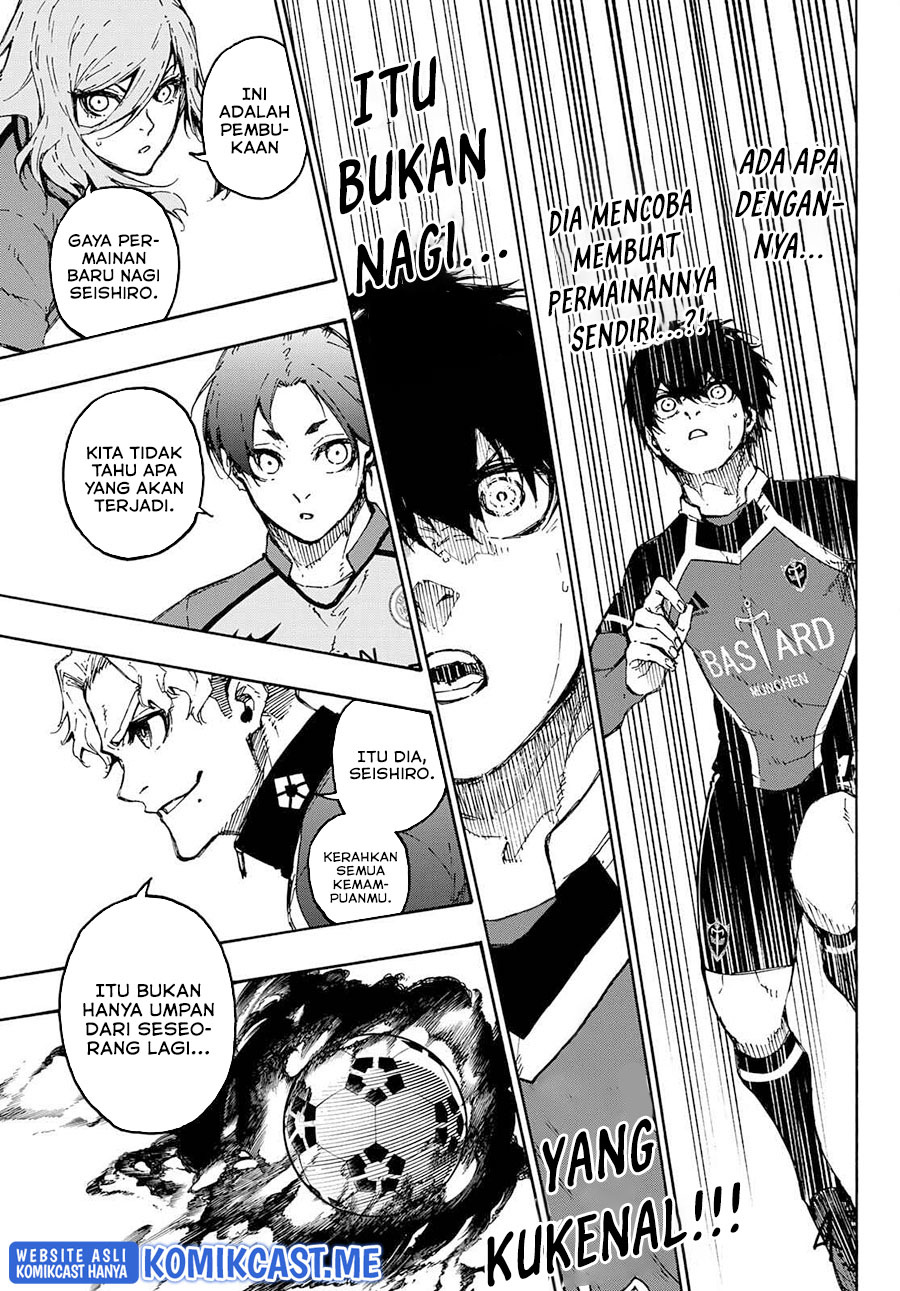 ADA APA
DENGAN-
NYA...
DIA MENCOBA
MEMBUAT
PERMAINANNYA
SENDIRI...?!
BASTARD
MÜNCHEN
ITU
BUKAN
NAGI...
YANG
KUKENAL!!!
INI
ADALAH
PEMBU-
KAAN
GAYA PER-
MAINAN
BARU NAGI
SEISHIRO.
KITA TIDAK
TAHU APA
YANG AKAN
TERJADI.
ITU DIA,
SEISHIRO.
KERAHKAN
SEMUA
KEMAM-
PUANMU.
ITU BUKAN
HANYA UMPAN
DARI SESEO-
RANG LAGI...
WEBSITE ASLI
KOMIKCAST HANYA
KOMIKCAST.ME